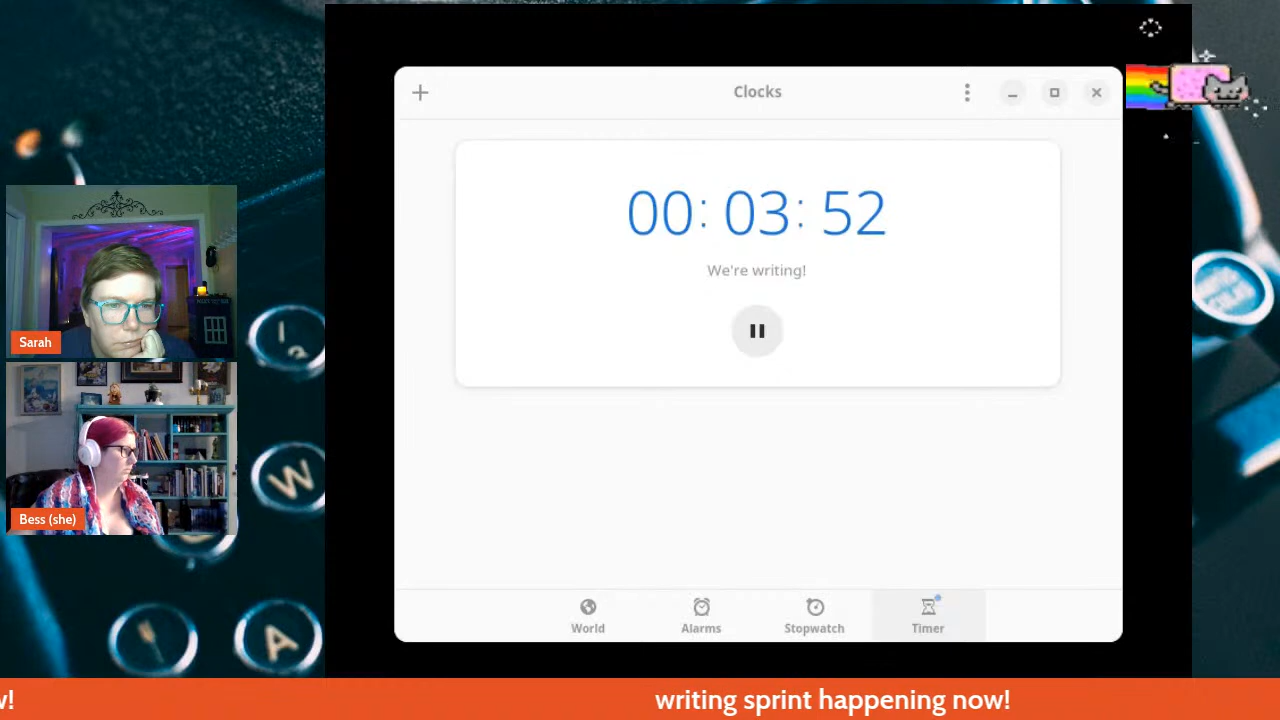 Clocks
00:03:52
We're writing!
Sarah
Bess (she)
I
W
A
World
Alarms
Stopwatch
Timer
w!
writing sprint happening now!